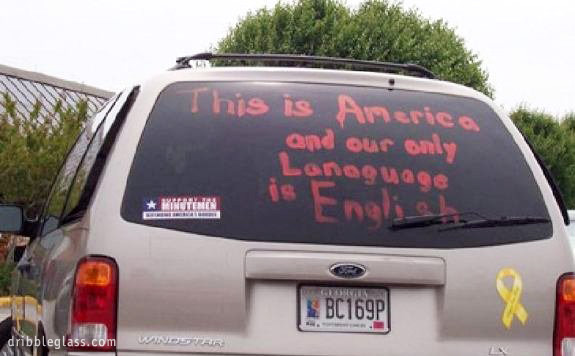 This is America
and our only
Lanaguage
is English
SUPPORT THE
MINUTEMEN
DEFENDING AMERICA'S BORDERS
Ford
GEORGIA
BC169P
WINDSTAR
LX
dribbleglass.com